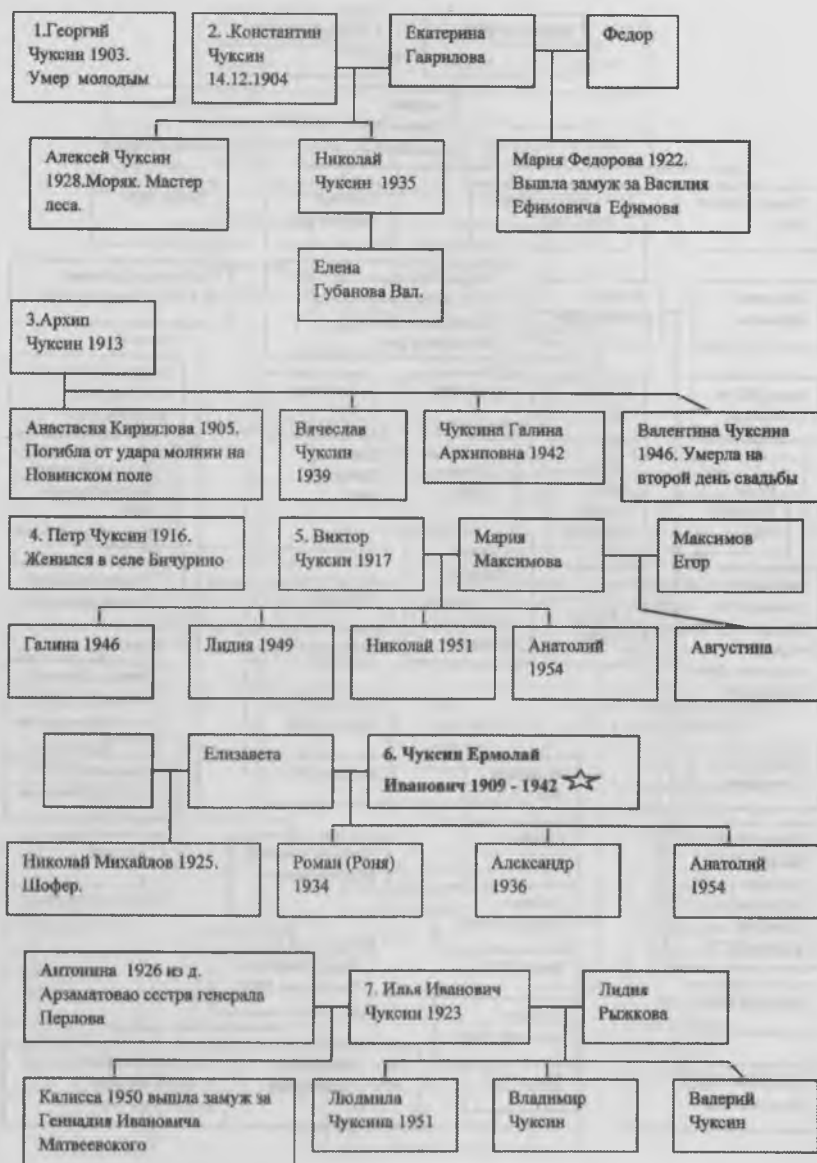 1.Георгий
Чуксин 1903.
Умер молодым
2. .Константин
Чуксин
14.12.1904
Екатерина
Гаврилова
Федор
Алексей Чуксин
1928.Моряк. Мастер
леса.
Николай
Чуксин 1935
Мария Федорова 1922.
Вышла замуж за Василия
Ефимовича Ефимова
Елена
Губанова Вал.
3.Архип
Чуксин 1913
Анастасия Кириллова 1905.
Погибла от удара молнии на
Новинском поле
Вячеслав
Чуксин
1939
Чуксина Галина
Архиповна 1942
Валентина Чуксина
1946. Умерла на
второй день свадьбы
4. Петр Чуксин 1916.
Женился в селе Бичурино
5. Виктор
Чуксин 1917
Мария
Максимова
Максимов
Егор
Галина 1946
Лидия 1949
Николай 1951
Анатолий
1954
Августина
Елизавета
6. Чуксин Ермолай
Иванович 1909 - 1942
Николай Михайлов 1925.
Шофер.
Роман (Роня)
1934
Александр
1936
Анатолий
1954
Антонина 1926 из д.
Арзаматовао сестра генерала
Перлова
7. Илья Иванович
Чуксин 1923
Лидия
Рыжкова
Калисса 1950 вышла замуж за
Геннадия Ивановича
Матвеевского
Людмила
Чуксина 1951
Владимир
Чуксин
Валерий
Чуксин